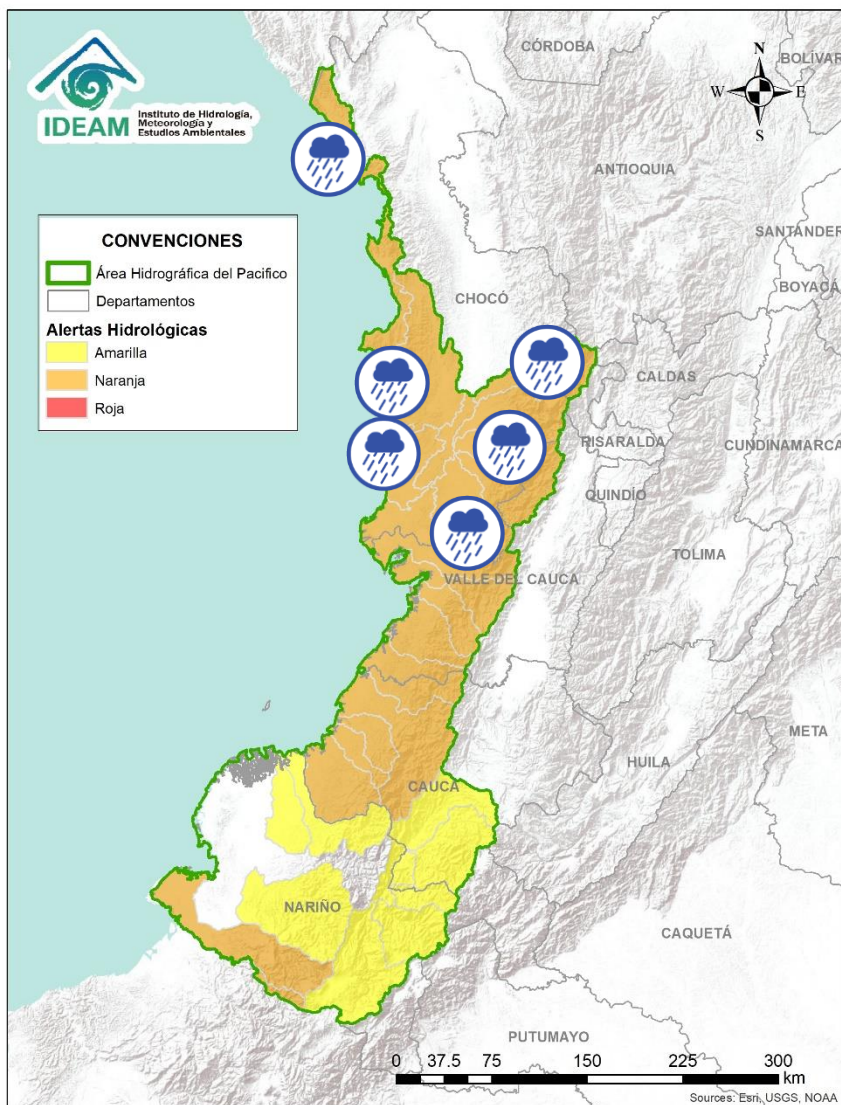 IDEAM
Instituto de Hidrología,
Meteorología y
Estudios Ambientales
CÓRDOBA
BOLÍVAR
N
W
E
S
ANTIOQUIA
SANTANDER
BOYACÁ
CONVENCIONES
Área Hidrográfica del Pacifico
Departamentos
Alertas Hidrológicas
Amarilla
Naranja
Roja
CHOCÓ
CALDAS
RISARALDA
CUNDINAMARCA
QUINDÍO
TOLIMA
VALLE DEL CAUCA
META
HUILA
CAUCA
NARIÑO
CAQUETÁ
PUTUMAYO
0 37.5 75 150 225 300
km
Sources: Esri, USGS, NOAA